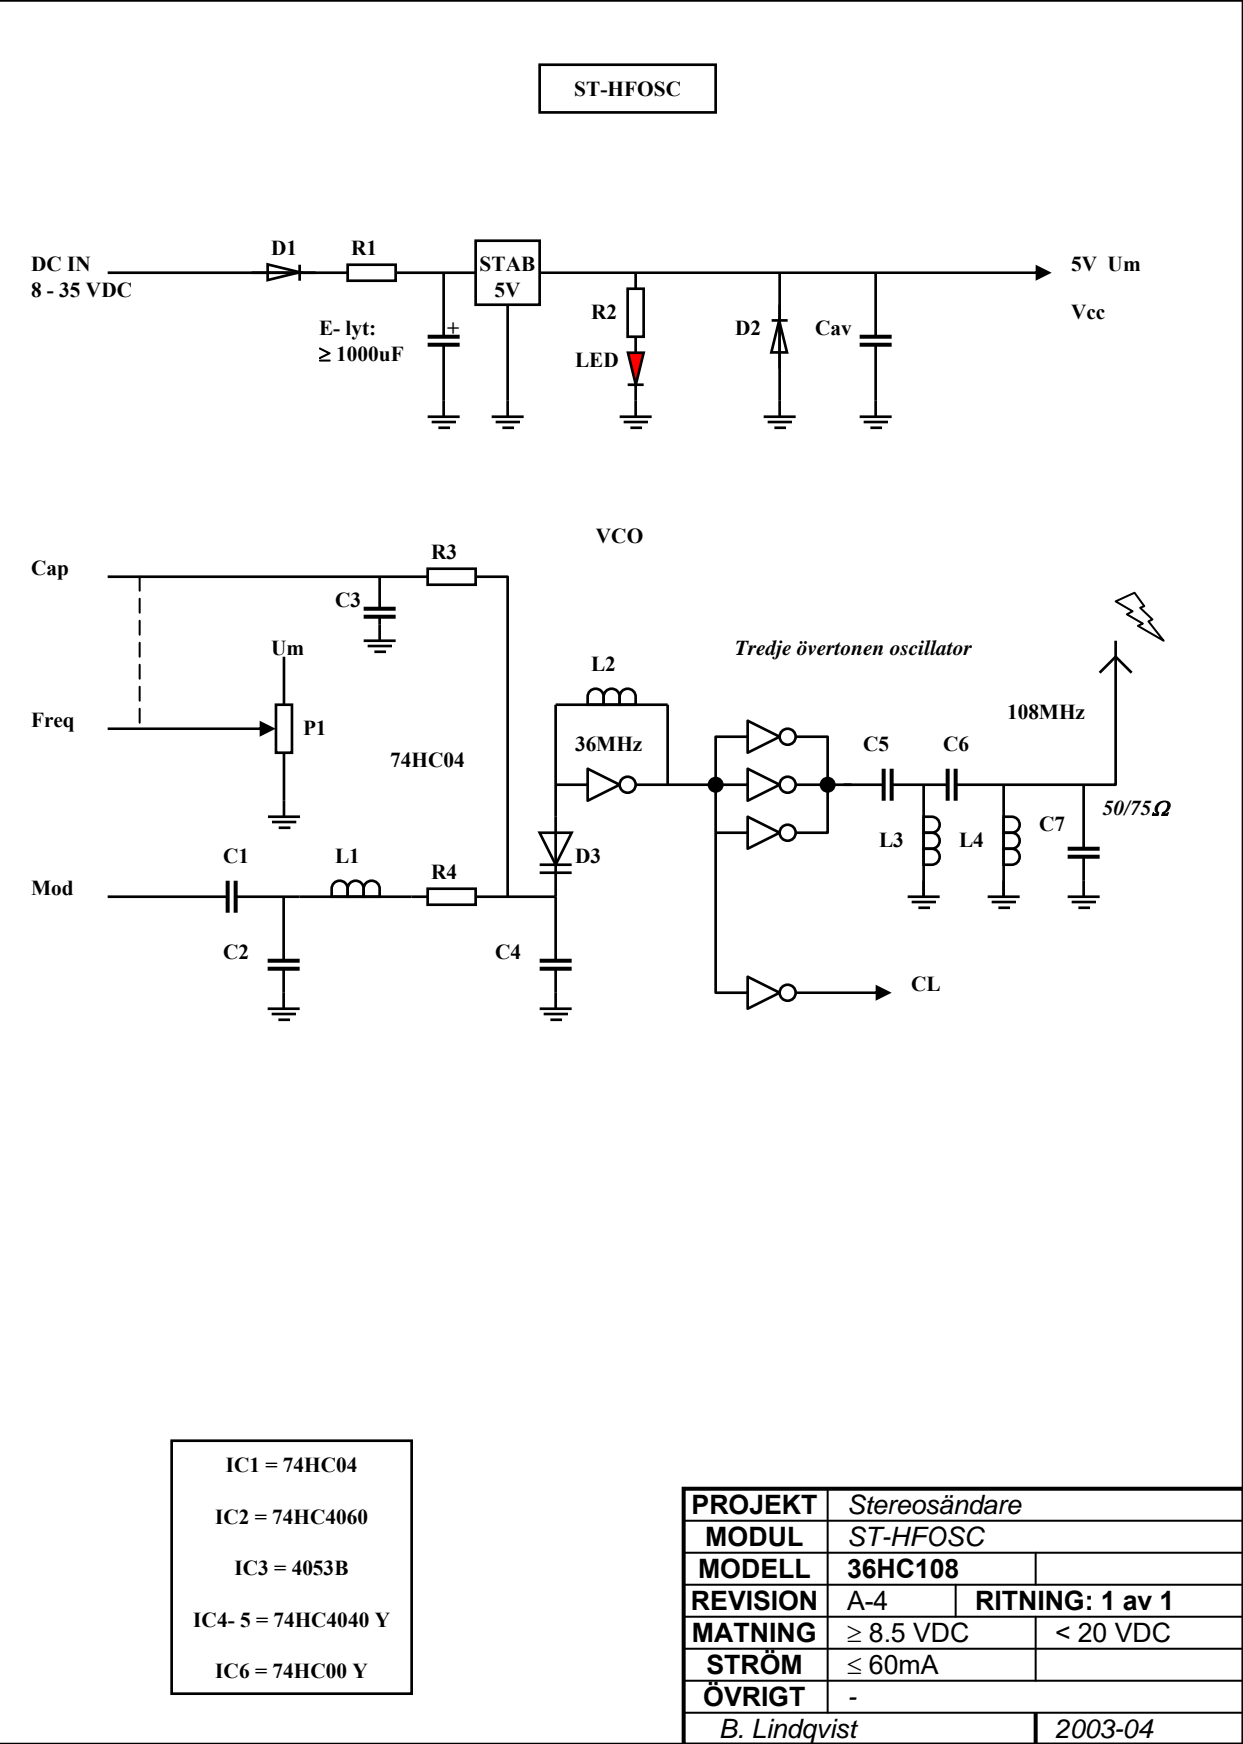 ST-HFOSC
D1
R1
DC IN
8 - 35 VDC
STAB
5V
5V Um
Vcc
E- lyt:
≥ 1000uF
+
R2
LED
D2
Cav
VCO
Cap
R3
C3
Um
Freq
P1
74HC04
L2
36MHz
Tredje övertonen oscillator
108MHz
C5
C6
50/75Ω
L3
L4
C7
Mod
C1
L1
R4
D3
C2
C4
CL
IC1 = 74HC04
IC2 = 74HC4060
IC3 = 4053B
IC4- 5 = 74HC4040 Y
IC6 = 74HC00 Y
PROJEKT Stereosändare
MODUL ST-HFOSC
MODELL 36HC108
REVISION A-4 RITNING: 1 av 1
MATNING ≥ 8.5 VDC < 20 VDC
STRÖM ≤ 60mA
ÖVRIGT -
B. Lindqvist 2003-04